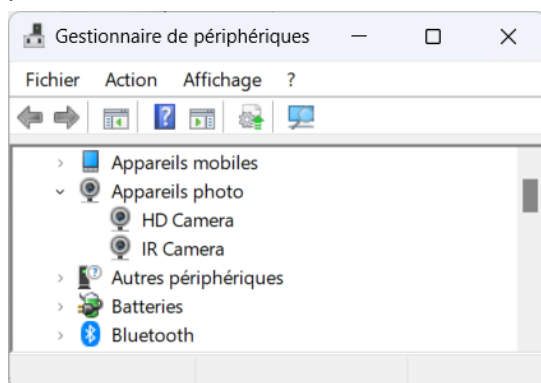 Gestionnaire de périphériques
Fichier Action Affichage ?
Appareils mobiles
Appareils photo
HD Camera
IR Camera
Autres périphériques
Batteries
Bluetooth